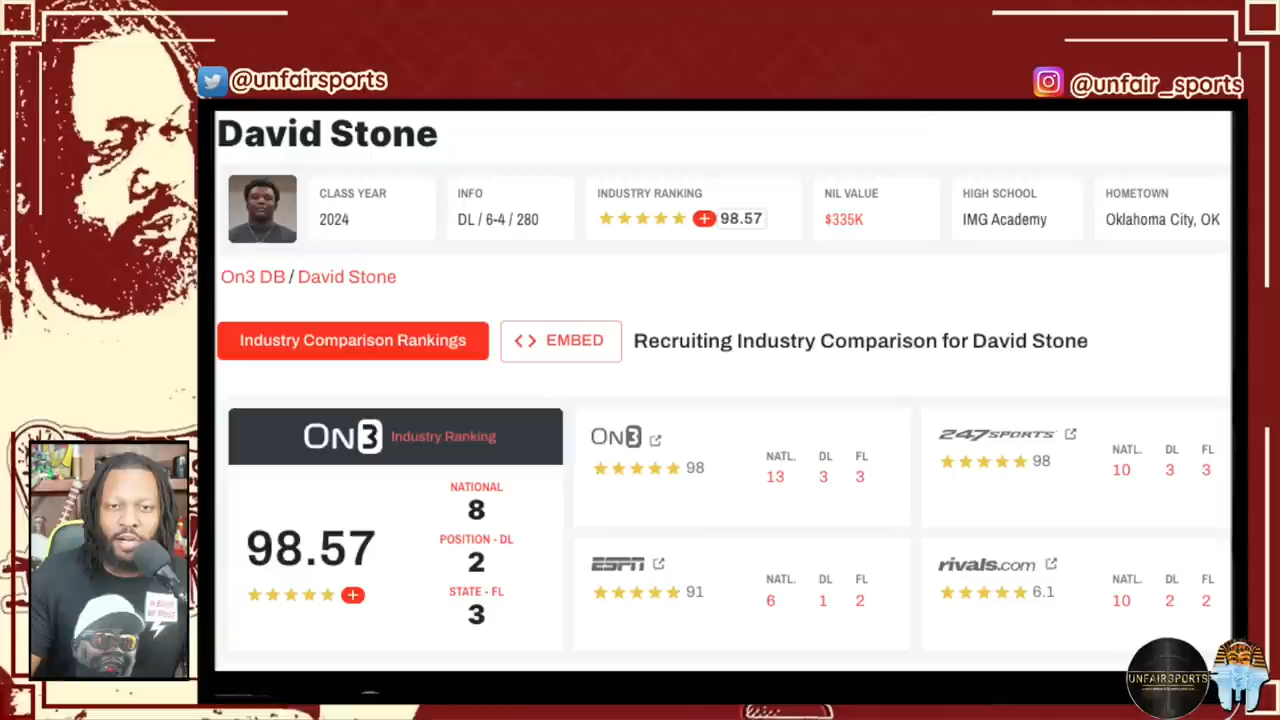 @unfairsports
@unfair_sports
David Stone
CLASS YEAR
2024
INFO
DL / 6-4 / 280
INDUSTRY RANKING
98.57
NIL VALUE
$335K
HIGH SCHOOL
IMG Academy
HOMETOWN
Oklahoma City, OK
On3 DB / David Stone
Industry Comparison Rankings
<> EMBED
Recruiting Industry Comparison for David Stone
ON3 Industry Ranking
98.57
NATIONAL
8
POSITION - DL
2
STATE - FL
3
ON3
98
NATL. DL FL
13 3 3
247SPORTS
98
NATL. DL FL
10 3 3
ESPN
91
NATL. DL FL
6 1 2
rivals.com
6.1
NATL. DL FL
10 2 2
UNFAIRSPORTS